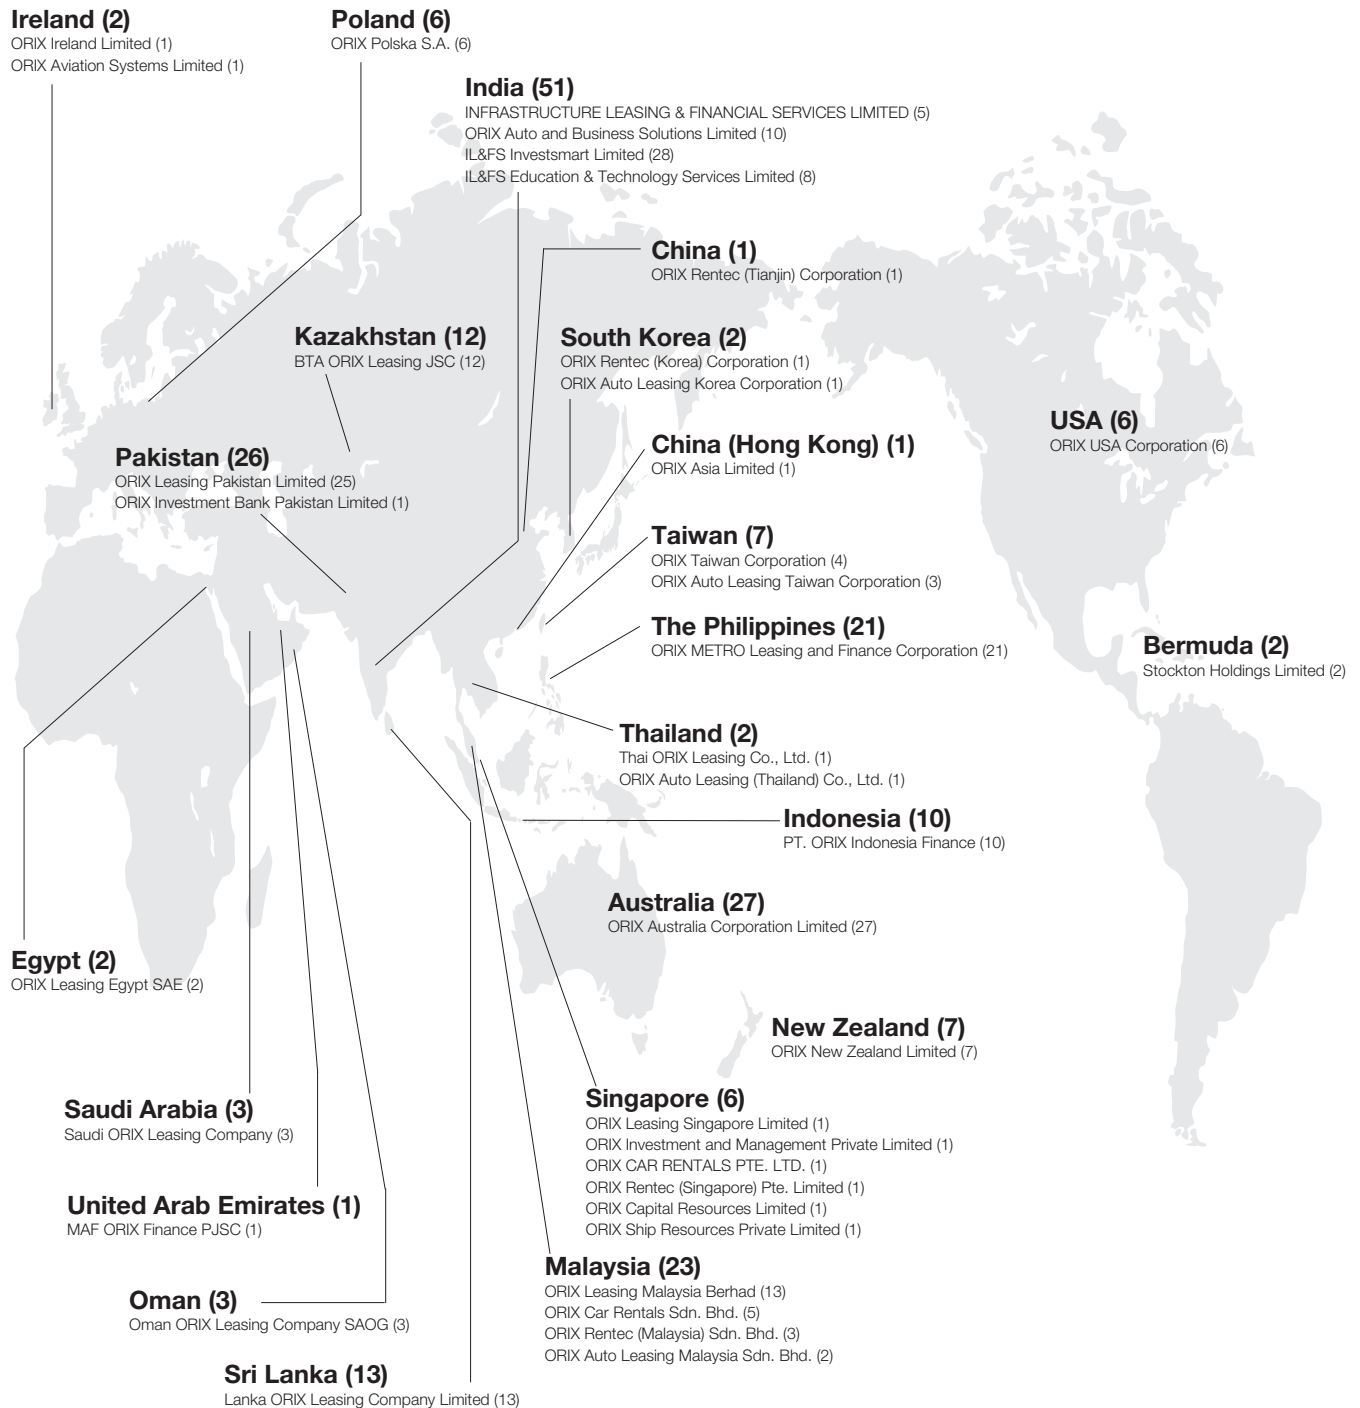 Ireland (2)
ORIX Ireland Limited (1)
ORIX Aviation Systems Limited (1)
Poland (6)
ORIX Polska S.A. (6)
India (51)
INFRASTRUCTURE LEASING & FINANCIAL SERVICES LIMITED (5)
ORIX Auto and Business Solutions Limited (10)
IL&FS Investsmart Limited (28)
IL&FS Education & Technology Services Limited (8)
China (1)
ORIX Rentec (Tianjin) Corporation (1)
Kazakhstan (12)
BTA ORIX Leasing JSC (12)
South Korea (2)
ORIX Rentec (Korea) Corporation (1)
ORIX Auto Leasing Korea Corporation (1)
USA (6)
ORIX USA Corporation (6)
Pakistan (26)
ORIX Leasing Pakistan Limited (25)
ORIX Investment Bank Pakistan Limited (1)
China (Hong Kong) (1)
ORIX Asia Limited (1)
Taiwan (7)
ORIX Taiwan Corporation (4)
ORIX Auto Leasing Taiwan Corporation (3)
The Philippines (21)
ORIX METRO Leasing and Finance Corporation (21)
Bermuda (2)
Stockton Holdings Limited (2)
Thailand (2)
Thai ORIX Leasing Co., Ltd. (1)
ORIX Auto Leasing (Thailand) Co., Ltd. (1)
Indonesia (10)
PT. ORIX Indonesia Finance (10)
Australia (27)
ORIX Australia Corporation Limited (27)
Egypt (2)
ORIX Leasing Egypt SAE (2)
New Zealand (7)
ORIX New Zealand Limited (7)
Saudi Arabia (3)
Saudi ORIX Leasing Company (3)
Singapore (6)
ORIX Leasing Singapore Limited (1)
ORIX Investment and Management Private Limited (1)
ORIX CAR RENTALS PTE. LTD. (1)
ORIX Rentec (Singapore) Pte. Limited (1)
ORIX Capital Resources Limited (1)
ORIX Ship Resources Private Limited (1)
United Arab Emirates (1)
MAF ORIX Finance PJSC (1)
Malaysia (23)
ORIX Leasing Malaysia Berhad (13)
ORIX Car Rentals Sdn. Bhd. (5)
ORIX Rentec (Malaysia) Sdn. Bhd. (3)
ORIX Auto Leasing Malaysia Sdn. Bhd. (2)
Oman (3)
Oman ORIX Leasing Company SAOG (3)
Sri Lanka (13)
Lanka ORIX Leasing Company Limited (13)